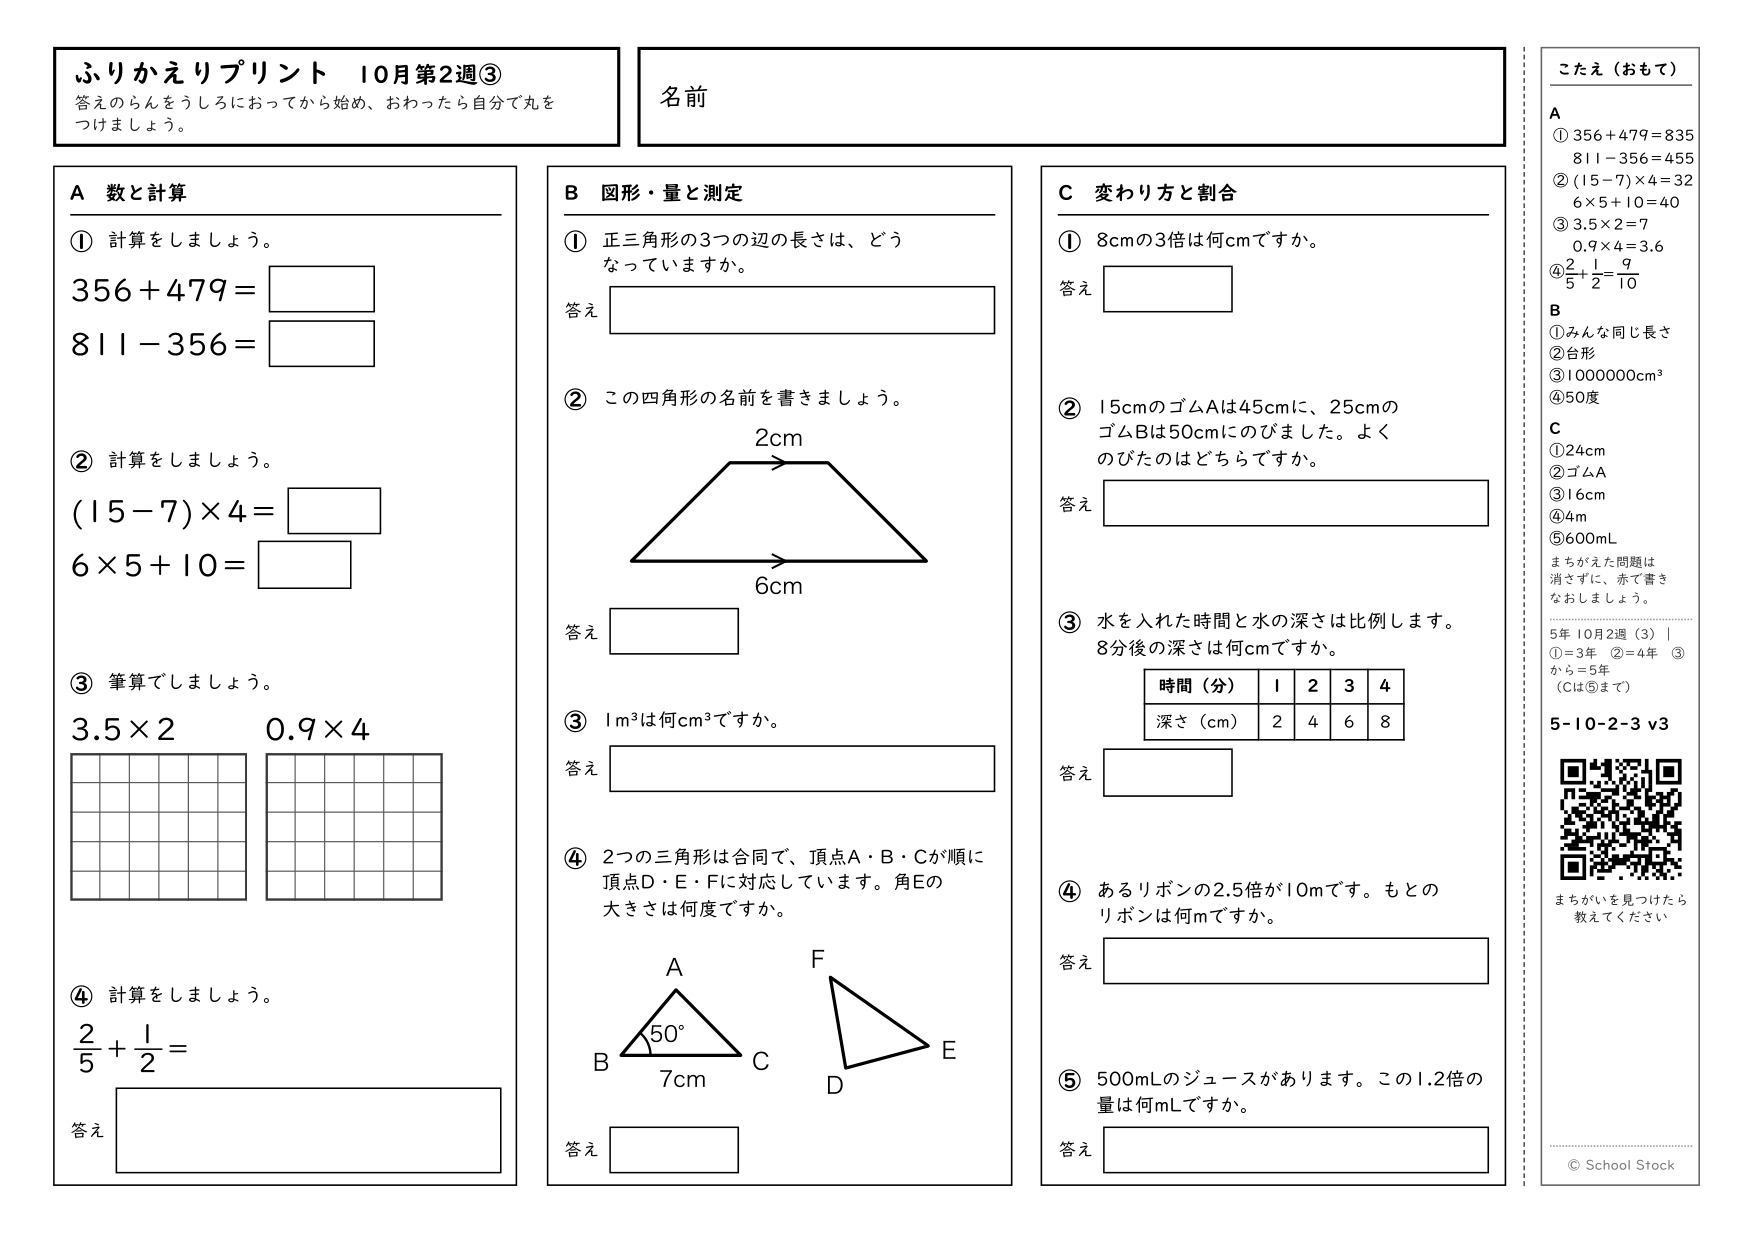 ふりかえりプリント　10月第2週③
答えのらんをうしろにおってから始め、おわったら自分で丸を
つけましょう。
名前
A　数と計算
① 計算をしましょう。
356+479=
811−356=
② 計算をしましょう。
(15−7)×4=
6×5+10=
③ 筆算でしましょう。
3.5×2　0.9×4
④ 計算をしましょう。
2/5+1/2=
答え
B　図形・量と測定
① 正三角形の3つの辺の長さは、どう
なっていますか。
答え
② この四角形の名前を書きましょう。
2cm
6cm
答え
③ 1m³は何cm³ですか。
答え
④ 2つの三角形は合同で、頂点A・B・Cが順に
頂点D・E・Fに対応しています。角Eの
大きさは何度ですか。
A
50°
B
C
7cm
F
E
D
答え
C　変わり方と割合
① 8cmの3倍は何cmですか。
答え
② 15cmのゴムAは45cmに、25cmの
ゴムBは50cmにのびました。よく
のびたのはどちらですか。
答え
③ 水を入れた時間と水の深さは比例します。
8分後の深さは何cmですか。
時間（分） 1 2 3 4
深さ（cm） 2 4 6 8
答え
④ あるリボンの2.5倍が10mです。もとの
リボンは何mですか。
答え
⑤ 500mLのジュースがあります。この1.2倍の
量は何mLですか。
答え
こたえ（おもて）
A
① 356+479=835
811−356=455
② (15−7)×4=32
6×5+10=40
③ 3.5×2=7
0.9×4=3.6
④2/5+1/2=9/10
B
①みんな同じ長さ
②台形
③1000000cm³
④50度
C
①24cm
②ゴムA
③16cm
④4m
⑤600mL
まちがえた問題は
消さずに、赤で書き
なおしましょう。
5年 10月2週（3）｜
①=3年　②=4年　③
から=5年
（Cは⑤まで）
5-10-2-3 v3
まちがいを見つけたら
教えてください
© School Stock